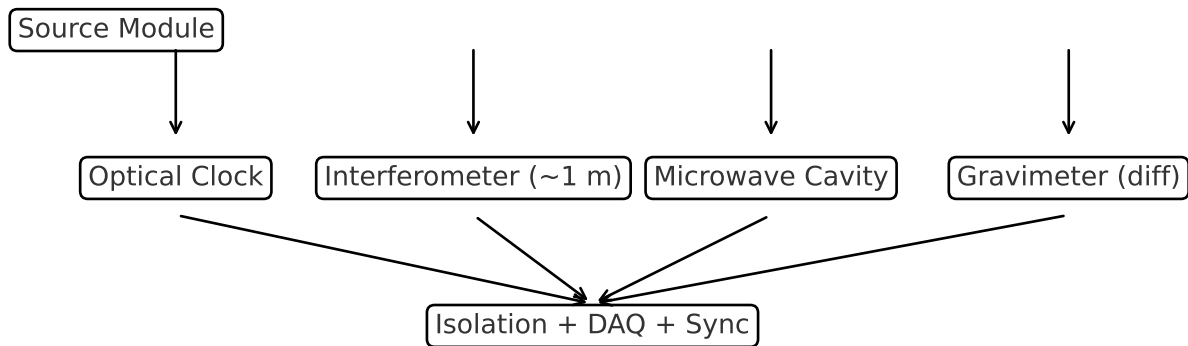 Source Module
Optical Clock
Interferometer (~1 m)
Microwave Cavity
Gravimeter (diff)
Isolation + DAQ + Sync